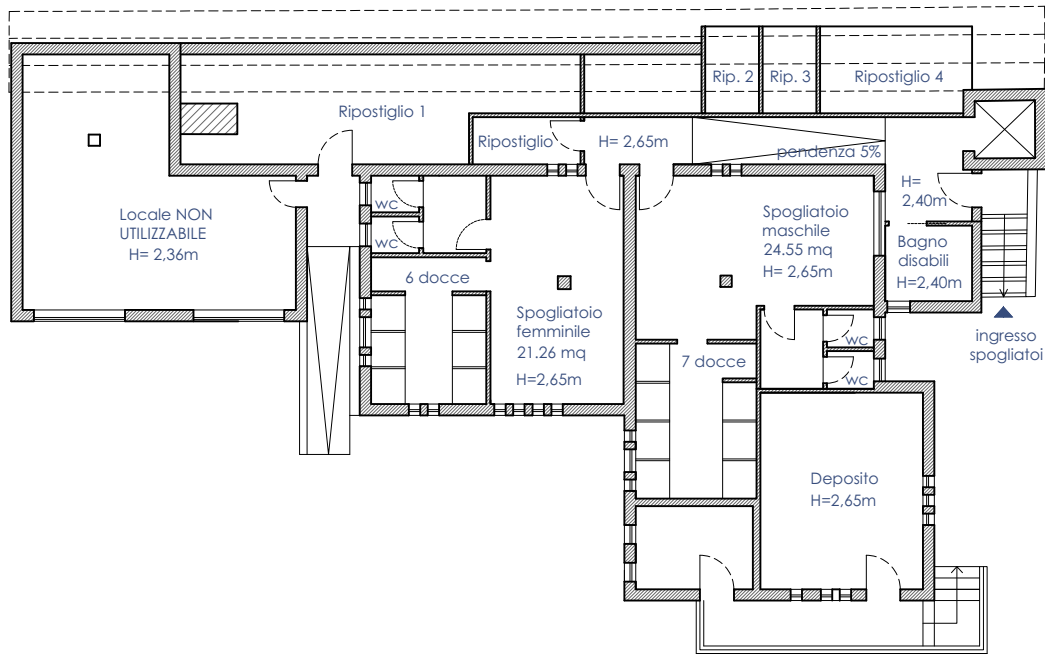 Rip. 2
Rip. 3
Ripostiglio 4
Ripostiglio 1
Ripostiglio
H= 2,65m
pendenza 5%
H=
2,40m
wc
wc
Locale NON
UTILIZZABILE
H= 2,36m
Spogliatoio
maschile
24.55 mq
H= 2,65m
Bagno
disabili
H=2,40m
6 docce
Spogliatoio
femminile
21.26 mq
H=2,65m
7 docce
wc
wc
ingresso
spogliatoi
Deposito
H=2,65m